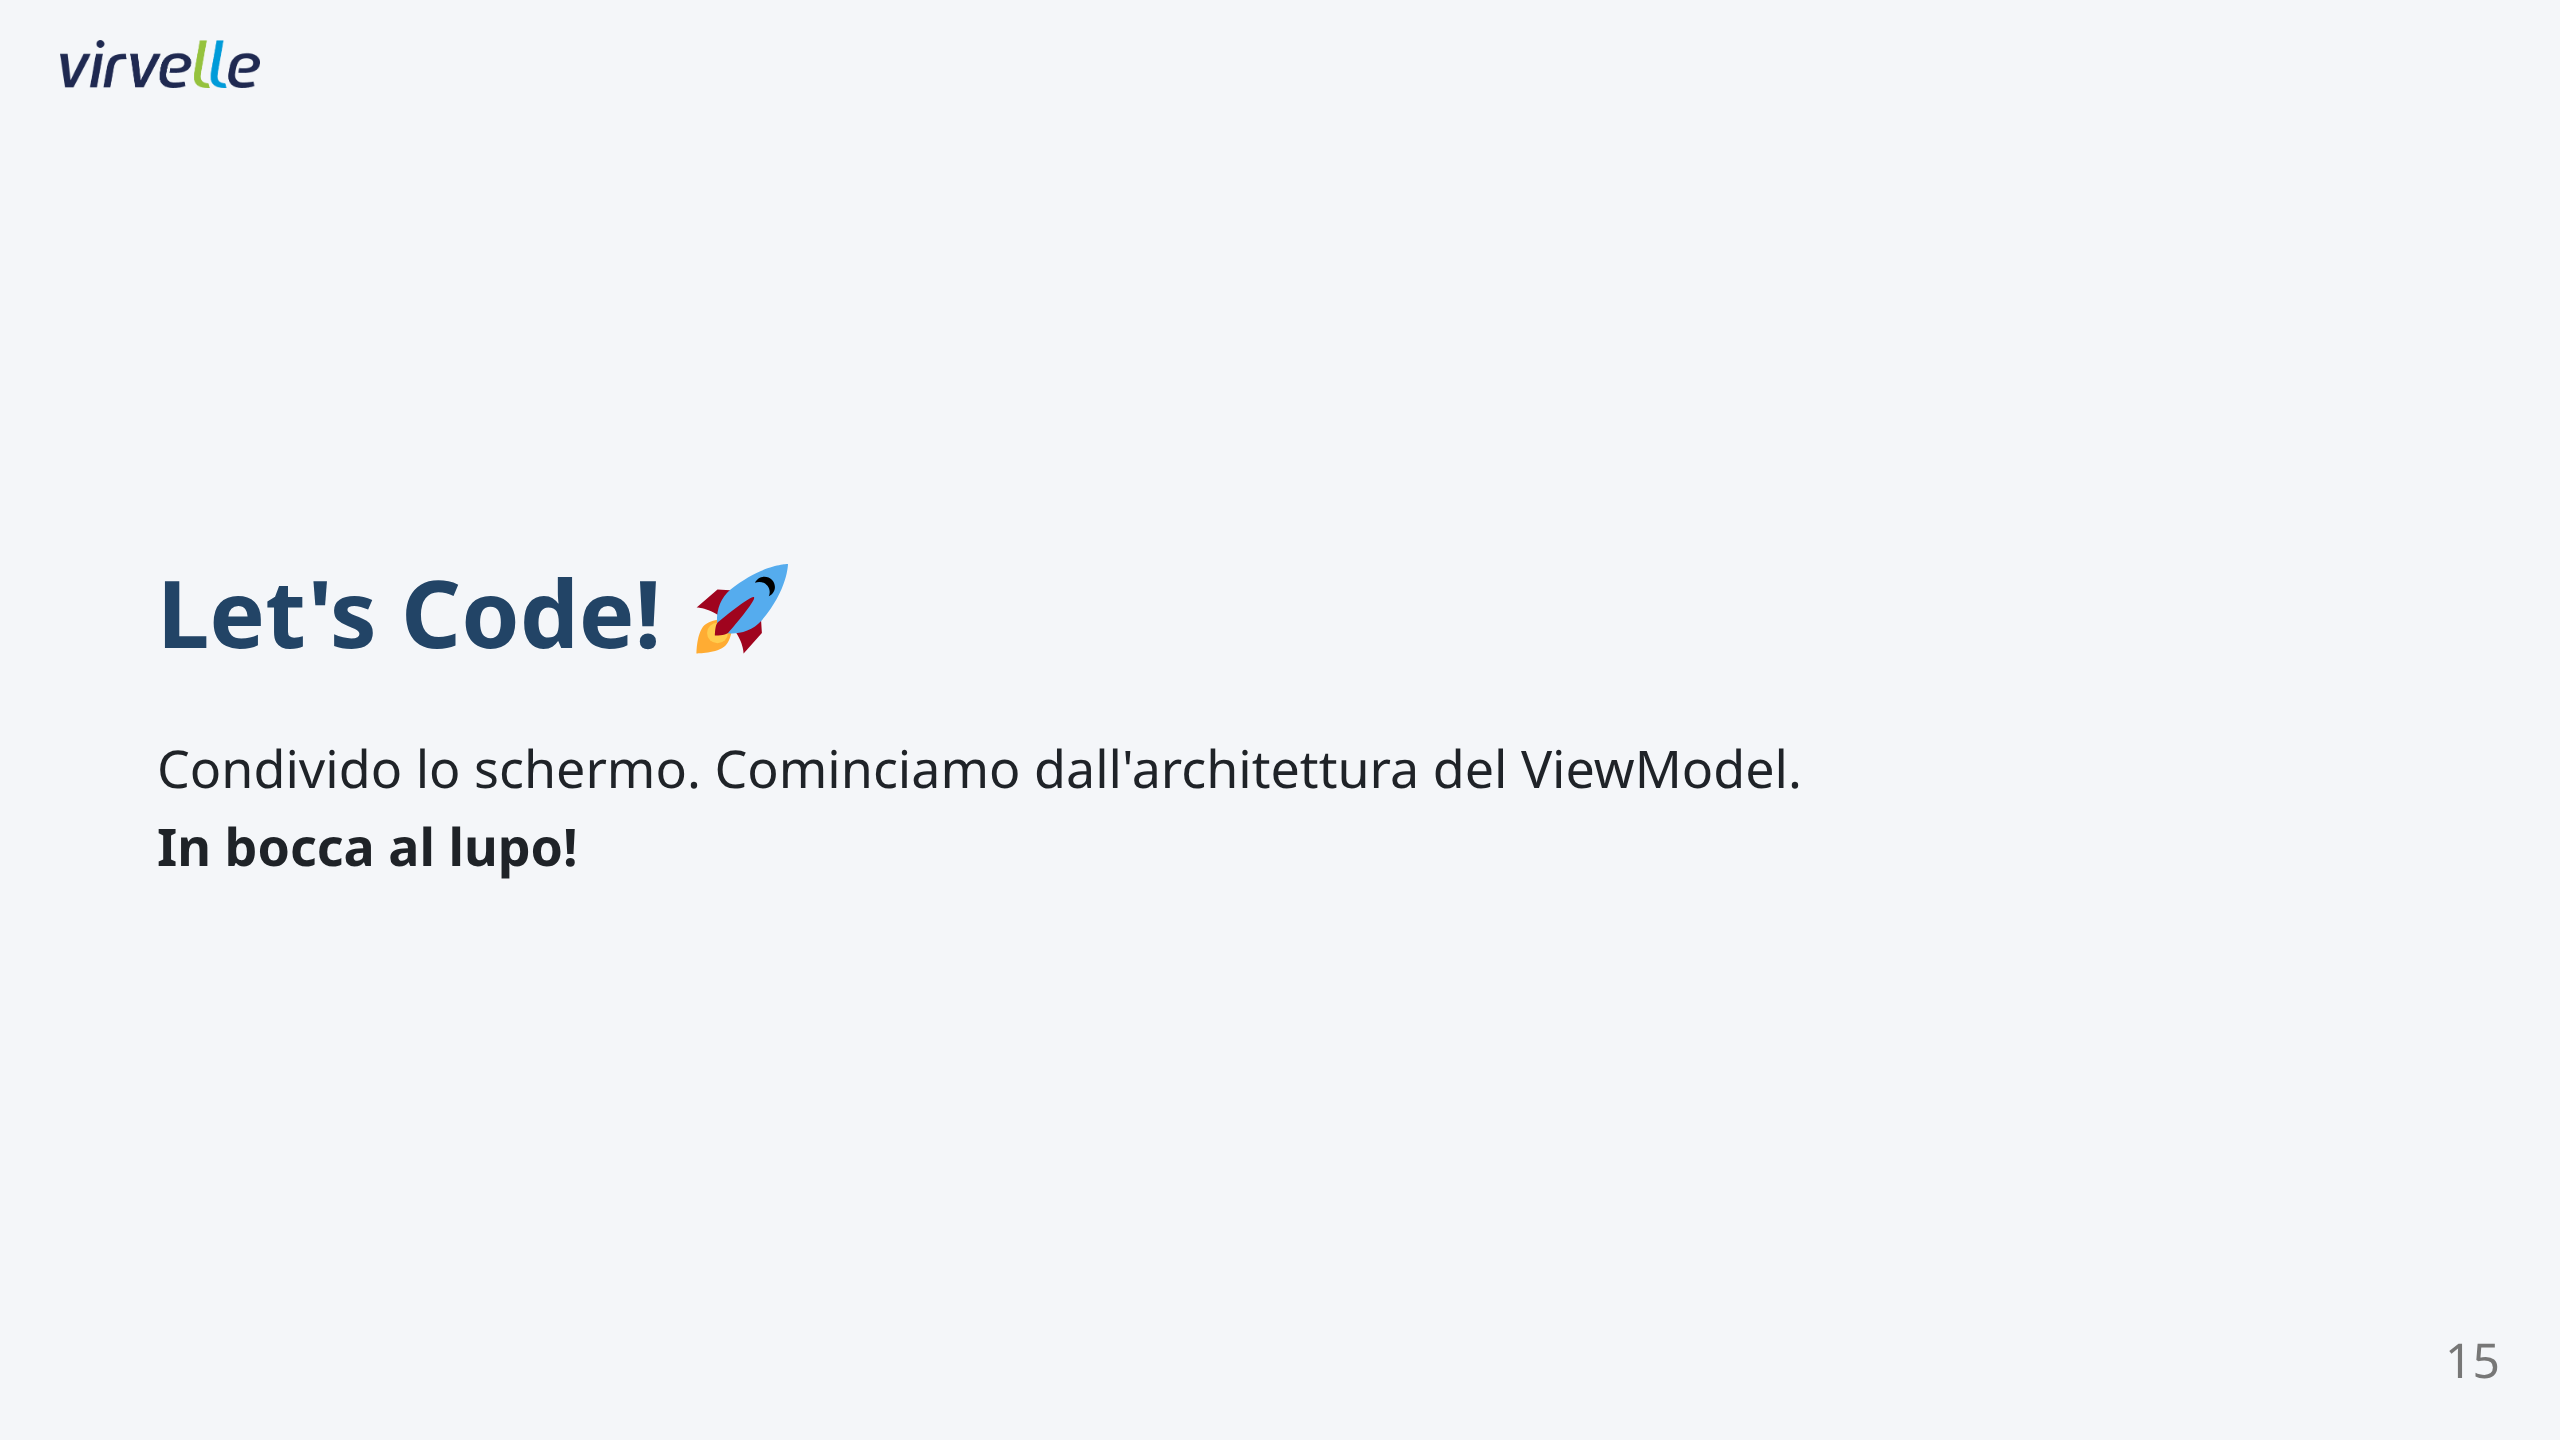 virvelle
Let's Code! 🚀
Condivido lo schermo. Cominciamo dall'architettura del ViewModel.
In bocca al lupo!
15